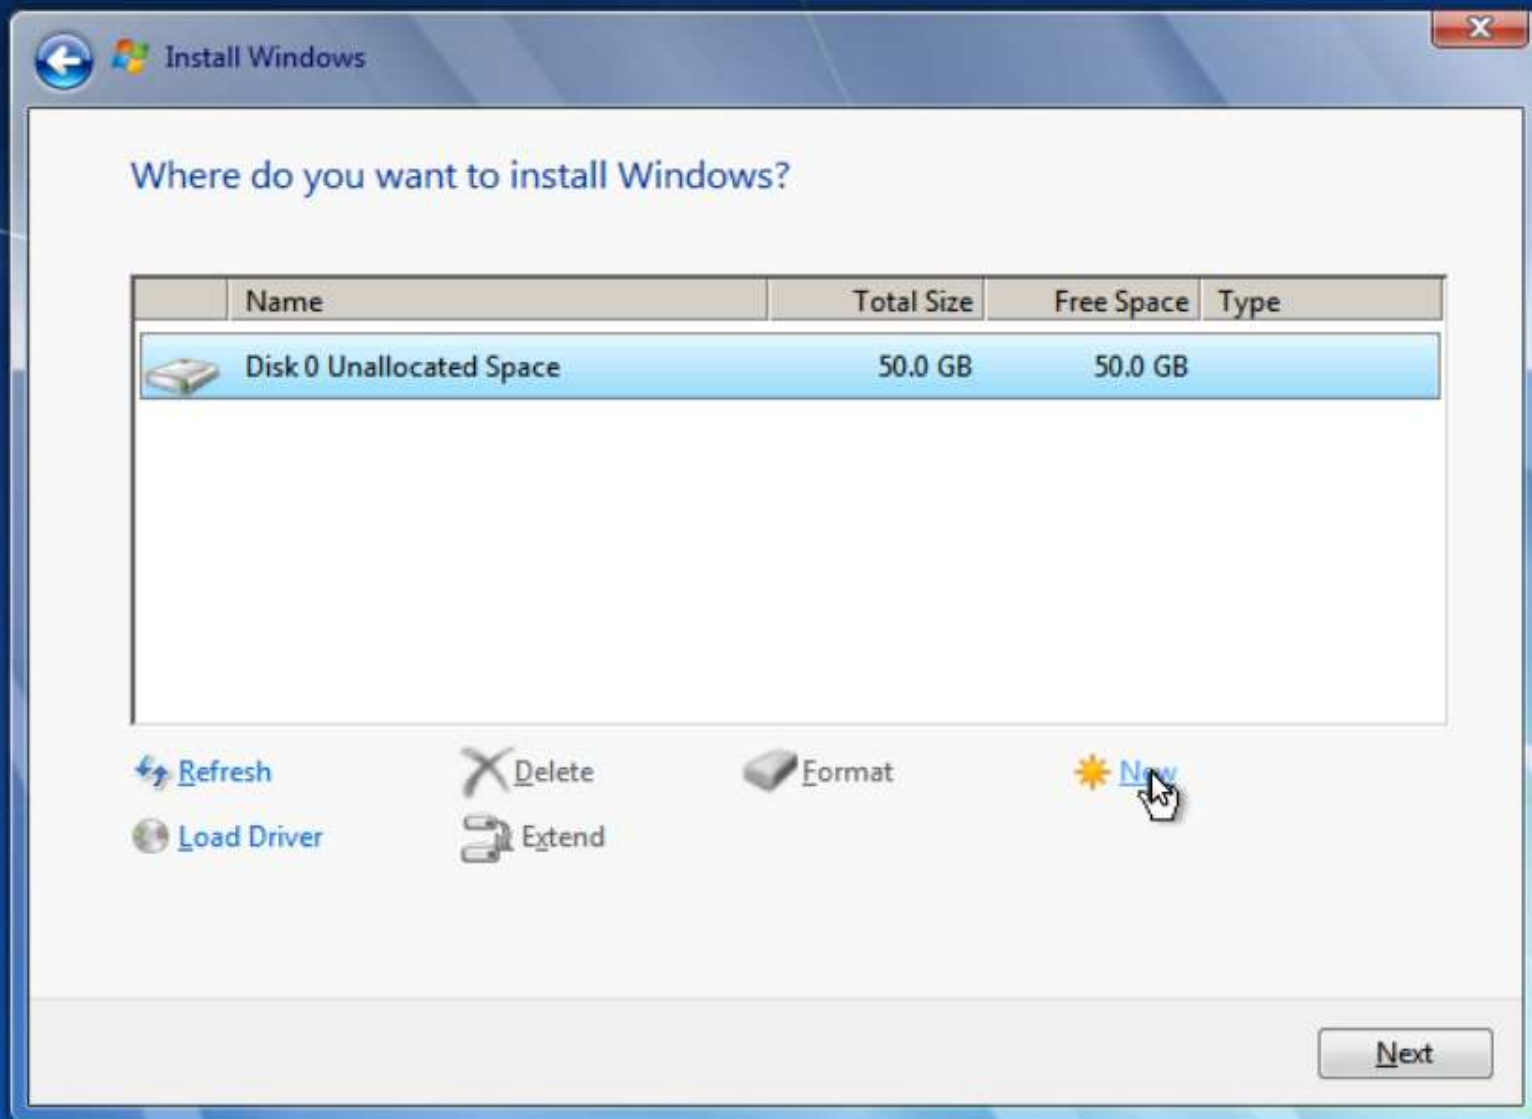 Install Windows
Where do you want to install Windows?
Name Total Size Free Space Type
Disk 0 Unallocated Space 50.0 GB 50.0 GB
Refresh Delete Format New
Load Driver Extend
Next